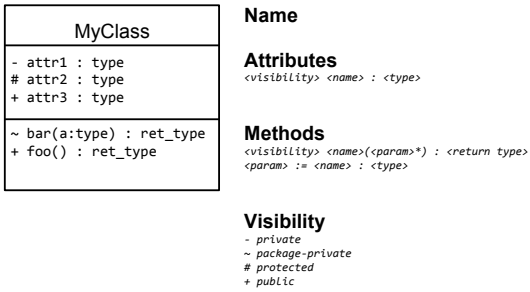 MyClass
- attr1 : type
# attr2 : type
+ attr3 : type
~ bar(a:type) : ret_type
+ foo() : ret_type
Name
Attributes
<visibility> <name> : <type>
Methods
<visibility> <name>(<param>*) : <return type>
<param> := <name> : <type>
Visibility
- private
~ package-private
# protected
+ public